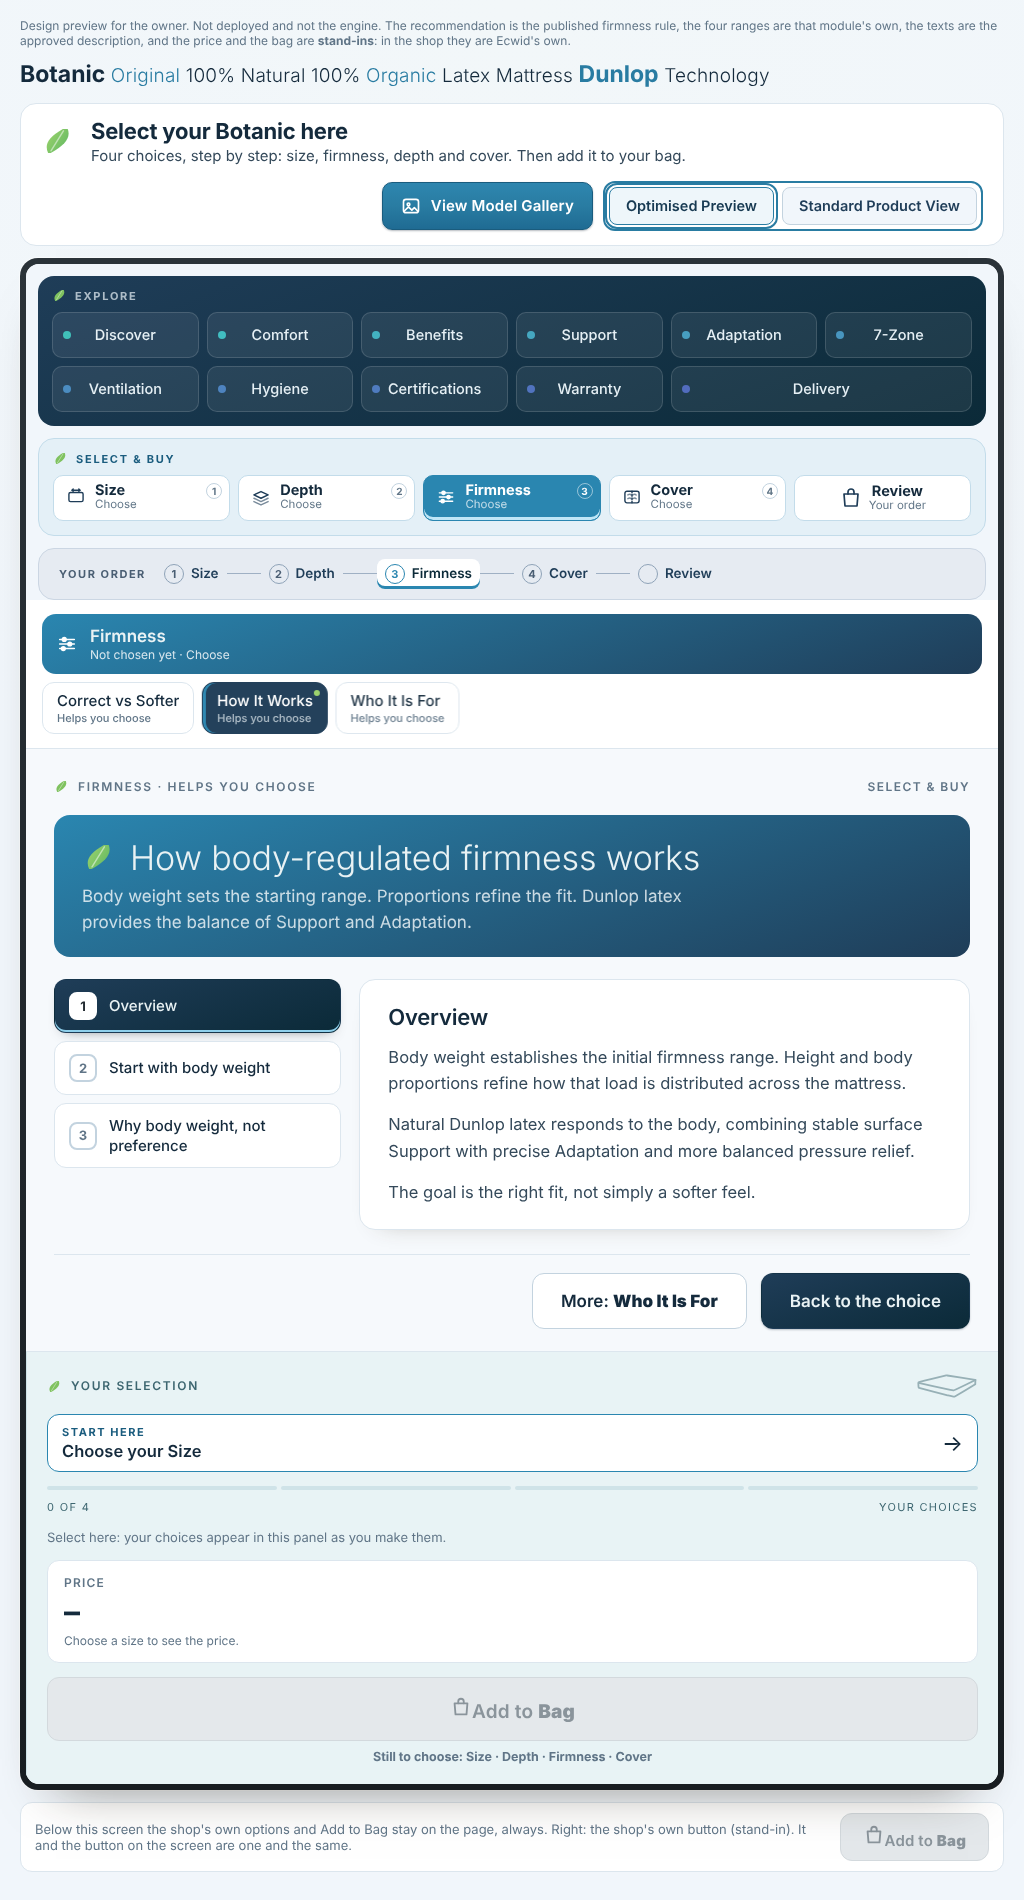 Design preview for the owner. Not deployed and not the engine. The recommendation is the published firmness rule, the four ranges are that module's own, the texts are the
approved description, and the price and the bag are stand-ins: in the shop they are Ecwid's own.
Botanic Original 100% Natural 100% Organic Latex Mattress Dunlop Technology
Select your Botanic here
Four choices, step by step: size, firmness, depth and cover. Then add it to your bag.
View Model Gallery
Optimised Preview
Standard Product View
EXPLORE
Discover
Comfort
Benefits
Support
Adaptation
7-Zone
Ventilation
Hygiene
Certifications
Warranty
Delivery
SELECT & BUY
Size
Choose
1
Depth
Choose
2
Firmness
Choose
3
Cover
Choose
4
Review
Your order
YOUR ORDER
1 Size
2 Depth
3 Firmness
4 Cover
Review
Firmness
Not chosen yet · Choose
Correct vs Softer
Helps you choose
How It Works
Helps you choose
Who It Is For
Helps you choose
FIRMNESS · HELPS YOU CHOOSE
SELECT & BUY
How body-regulated firmness works
Body weight sets the starting range. Proportions refine the fit. Dunlop latex
provides the balance of Support and Adaptation.
1 Overview
2 Start with body weight
3 Why body weight, not
preference
Overview
Body weight establishes the initial firmness range. Height and body
proportions refine how that load is distributed across the mattress.
Natural Dunlop latex responds to the body, combining stable surface
Support with precise Adaptation and more balanced pressure relief.
The goal is the right fit, not simply a softer feel.
More: Who It Is For
Back to the choice
YOUR SELECTION
START HERE
Choose your Size
0 OF 4
YOUR CHOICES
Select here: your choices appear in this panel as you make them.
PRICE
–
Choose a size to see the price.
Add to Bag
Still to choose: Size · Depth · Firmness · Cover
Below this screen the shop's own options and Add to Bag stay on the page, always. Right: the shop's own button (stand-in). It
and the button on the screen are one and the same.
Add to Bag